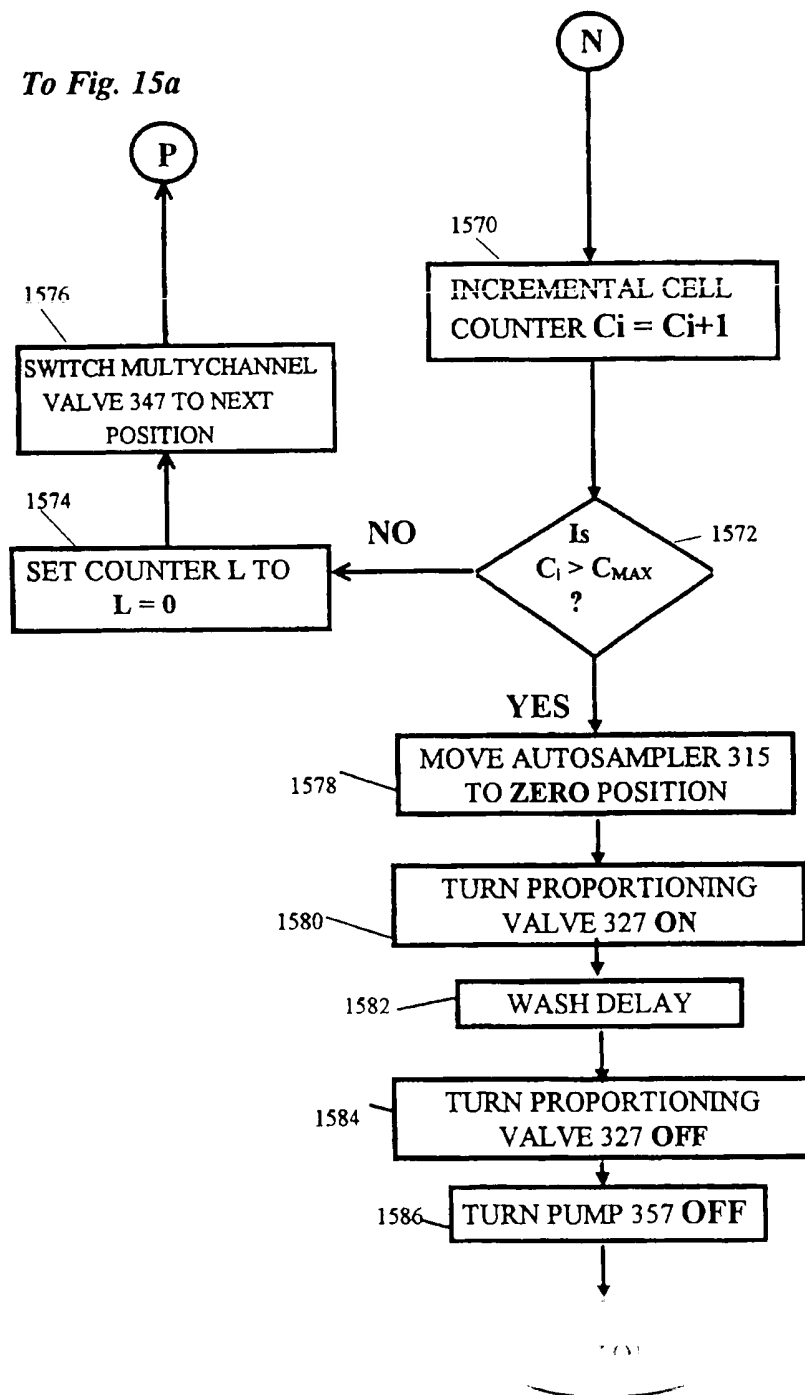 N
To Fig. 15a
P
1570
INCREMENTAL CELL
COUNTER Ci = Ci+1
1576
SWITCH MULTYCHANNEL
VALVE 347 TO NEXT
POSITION
1574
SET COUNTER L TO
L = 0
NO
Is
Ci > CMAX
?
1572
YES
1578
MOVE AUTOSAMPLER 315
TO ZERO POSITION
1580
TURN PROPORTIONING
VALVE 327 ON
1582
WASH DELAY
1584
TURN PROPORTIONING
VALVE 327 OFF
1586
TURN PUMP 357 OFF